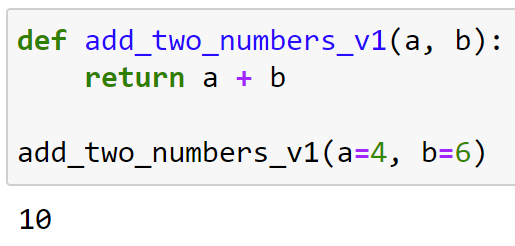 def add_two_numbers_v1(a, b):
    return a + b
add_two_numbers_v1(a=4, b=6)
10